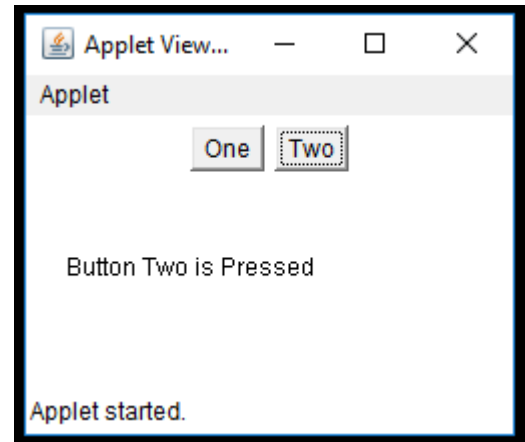 Applet View...
Applet
One Two
Button Two is Pressed
Applet started.